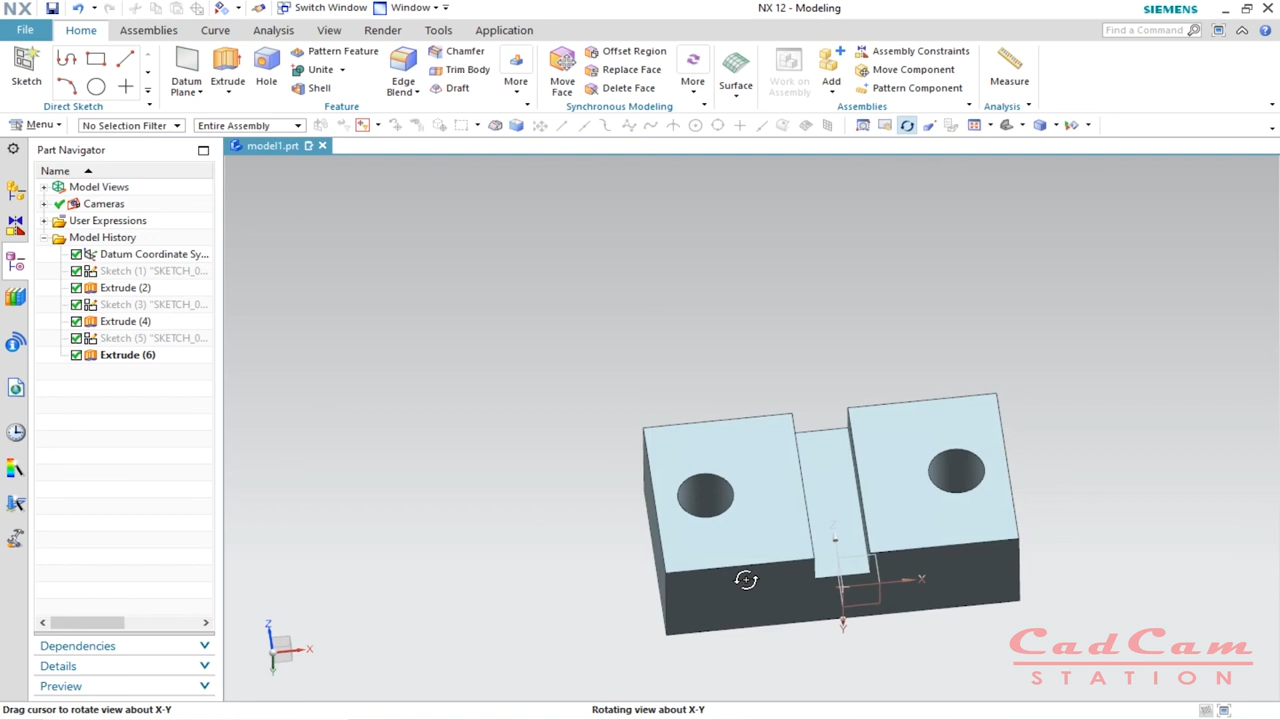 NX
Switch Window
Window
NX 12 - Modeling
SIEMENS
File
Home
Assemblies
Curve
Analysis
View
Render
Tools
Application
Find a Command
Sketch
Direct Sketch
Datum
Plane
Extrude
Hole
Pattern Feature
Unite
Shell
Edge
Blend
Chamfer
Trim Body
Draft
More
Feature
Move
Face
Offset Region
Replace Face
Delete Face
More
Synchronous Modeling
Surface
Work on
Assembly
Add
Assembly Constraints
Move Component
Pattern Component
Assemblies
Measure
Analysis
Menu
No Selection Filter
Entire Assembly
Part Navigator
model1.prt
Name
Model Views
Cameras
User Expressions
Model History
Datum Coordinate Sy...
Sketch (1) "SKETCH_0...
Extrude (2)
Sketch (3) "SKETCH_0...
Extrude (4)
Sketch (5) "SKETCH_0...
Extrude (6)
Z
X
Y
Z
X
Y
Dependencies
Details
Preview
CadCam
STATION
Drag cursor to rotate view about X-Y
Rotating view about X-Y